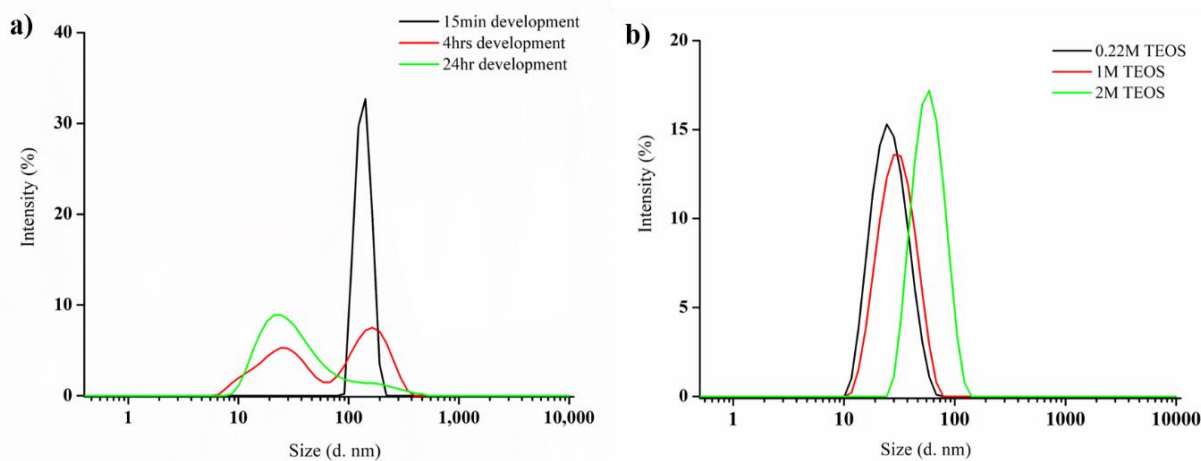 a)
40
30
20
10
0
Intensity (%)
15min development
4hrs development
24hr development
1
10
100
1,000
10,000
Size (d. nm)
b)
20
15
10
5
0
Intensity (%)
0.22M TEOS
1M TEOS
2M TEOS
1
10
100
1000
10000
Size (d. nm)